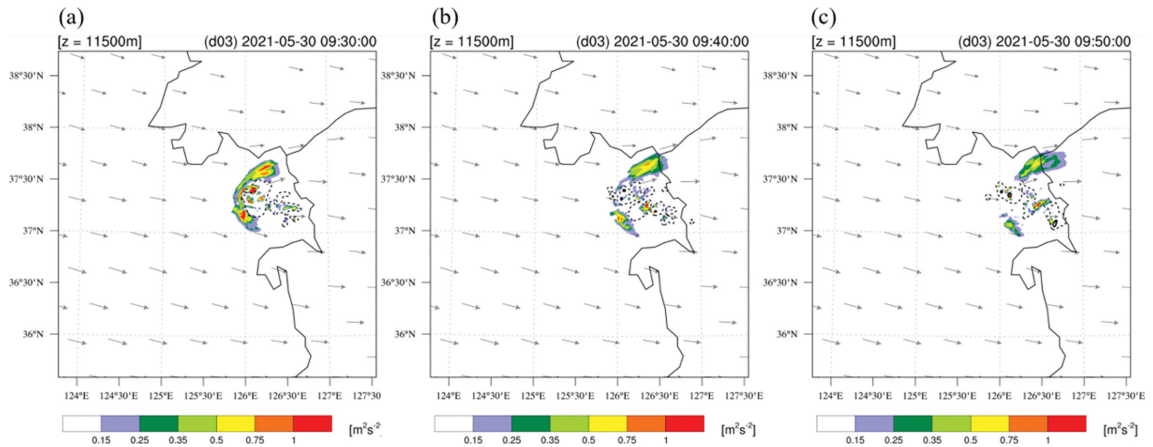 (a) (b) (c)
[z = 11500m] (d03) 2021-05-30 09:30:00 [z = 11500m] (d03) 2021-05-30 09:40:00 [z = 11500m] (d03) 2021-05-30 09:50:00
38°30'N 38°30'N 38°30'N
38°N 38°N 38°N
37°30'N 37°30'N 37°30'N
37°N 37°N 37°N
36°30'N 36°30'N 36°30'N
36°N 36°N 36°N
124°E 124°30'E 125°E 125°30'E 126°E 126°30'E 127°E 127°30'E 124°E 124°30'E 125°E 125°30'E 126°E 126°30'E 127°E 127°30'E 124°E 124°30'E 125°E 125°30'E 126°E 126°30'E 127°E 127°30'E
0.15 0.25 0.35 0.5 0.75 1 [m²s⁻²] 0.15 0.25 0.35 0.5 0.75 1 [m²s⁻²] 0.15 0.25 0.35 0.5 0.75 1 [m²s⁻²]